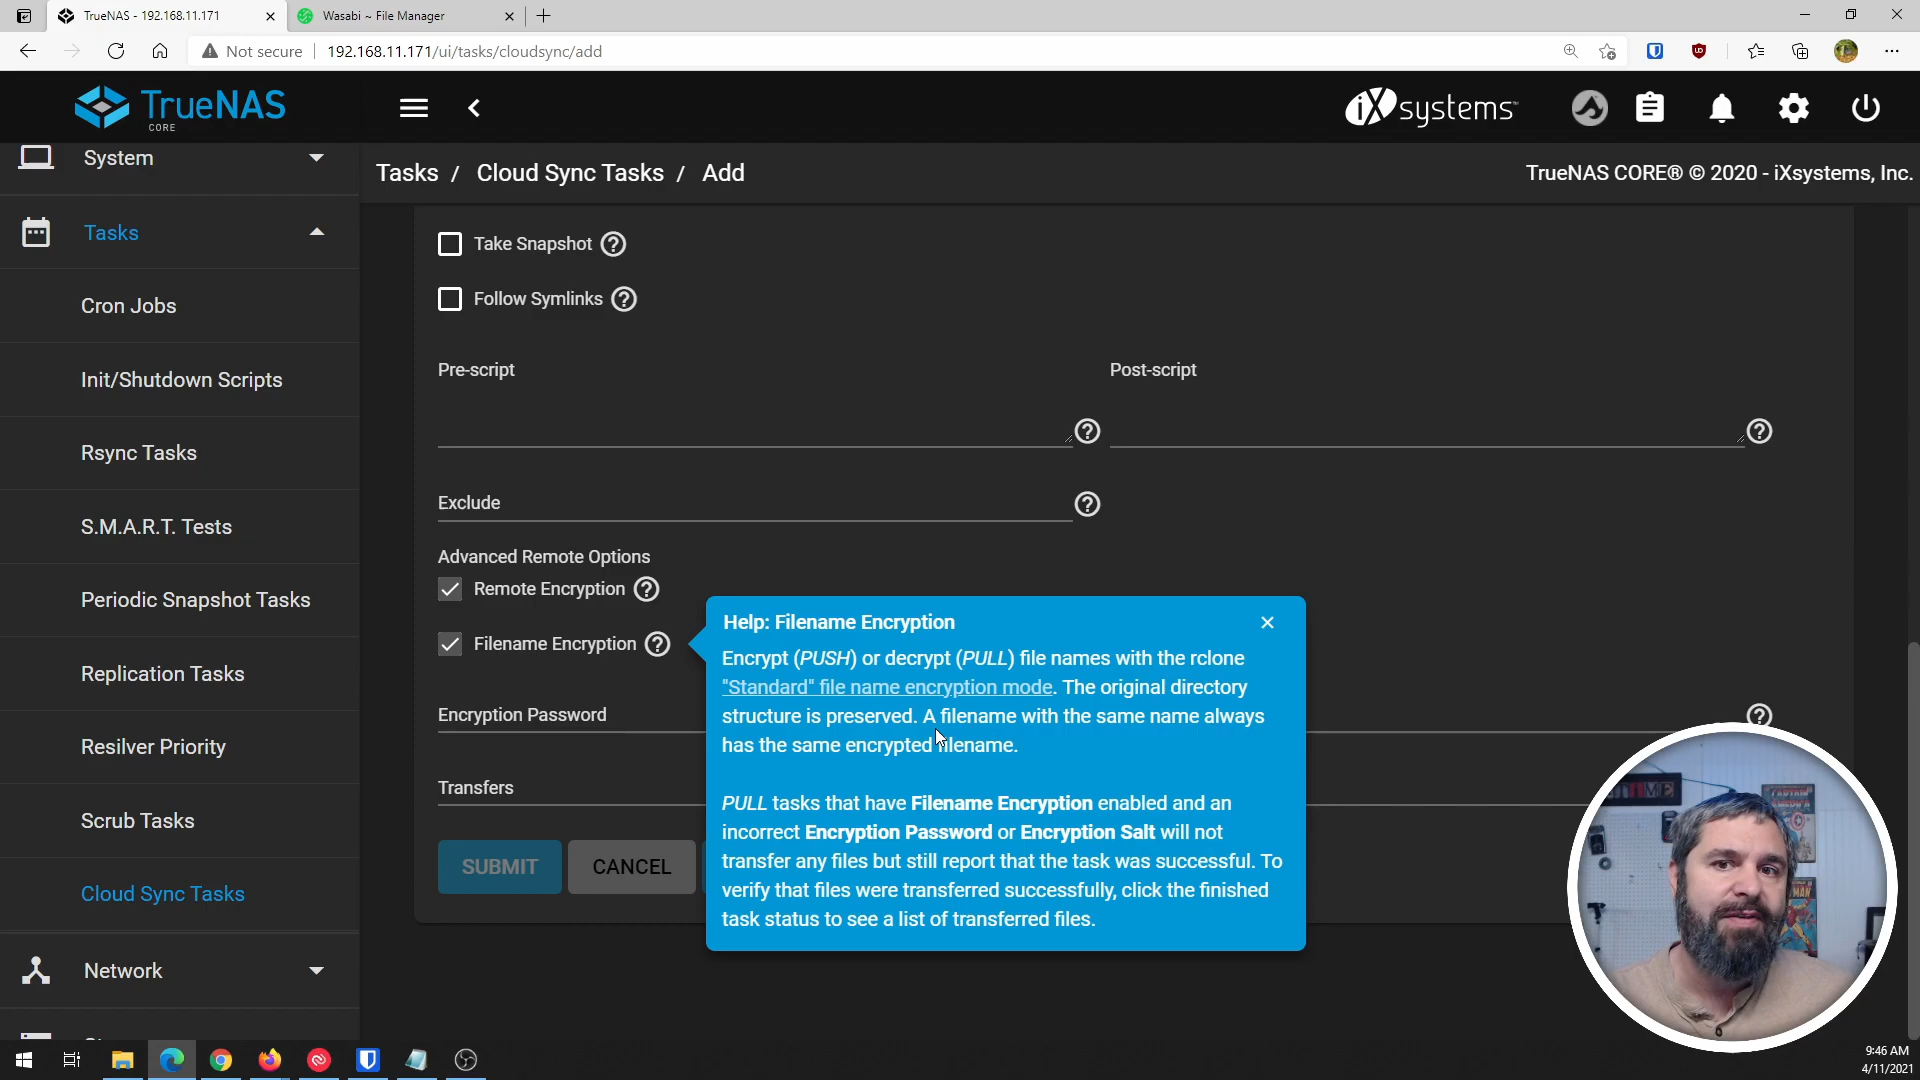 TrueNAS - 192.168.11.171
Wasabi ~ File Manager
Not secure
192.168.11.171/ui/tasks/cloudsync/add
TrueNAS
CORE
iXsystems
System
Tasks / Cloud Sync Tasks / Add
TrueNAS CORE® © 2020 - iXsystems, Inc.
Tasks
Cron Jobs
Init/Shutdown Scripts
Rsync Tasks
S.M.A.R.T. Tests
Periodic Snapshot Tasks
Replication Tasks
Resilver Priority
Scrub Tasks
Cloud Sync Tasks
Network
Take Snapshot
Follow Symlinks
Pre-script
Post-script
Exclude
Advanced Remote Options
Remote Encryption
Filename Encryption
Encryption Password
Transfers
SUBMIT
CANCEL
Help: Filename Encryption
Encrypt (PUSH) or decrypt (PULL) file names with the rclone
"Standard" file name encryption mode. The original directory
structure is preserved. A filename with the same name always
has the same encrypted filename.
PULL tasks that have Filename Encryption enabled and an
incorrect Encryption Password or Encryption Salt will not
transfer any files but still report that the task was successful. To
verify that files were transferred successfully, click the finished
task status to see a list of transferred files.
9:46 AM
4/11/2021